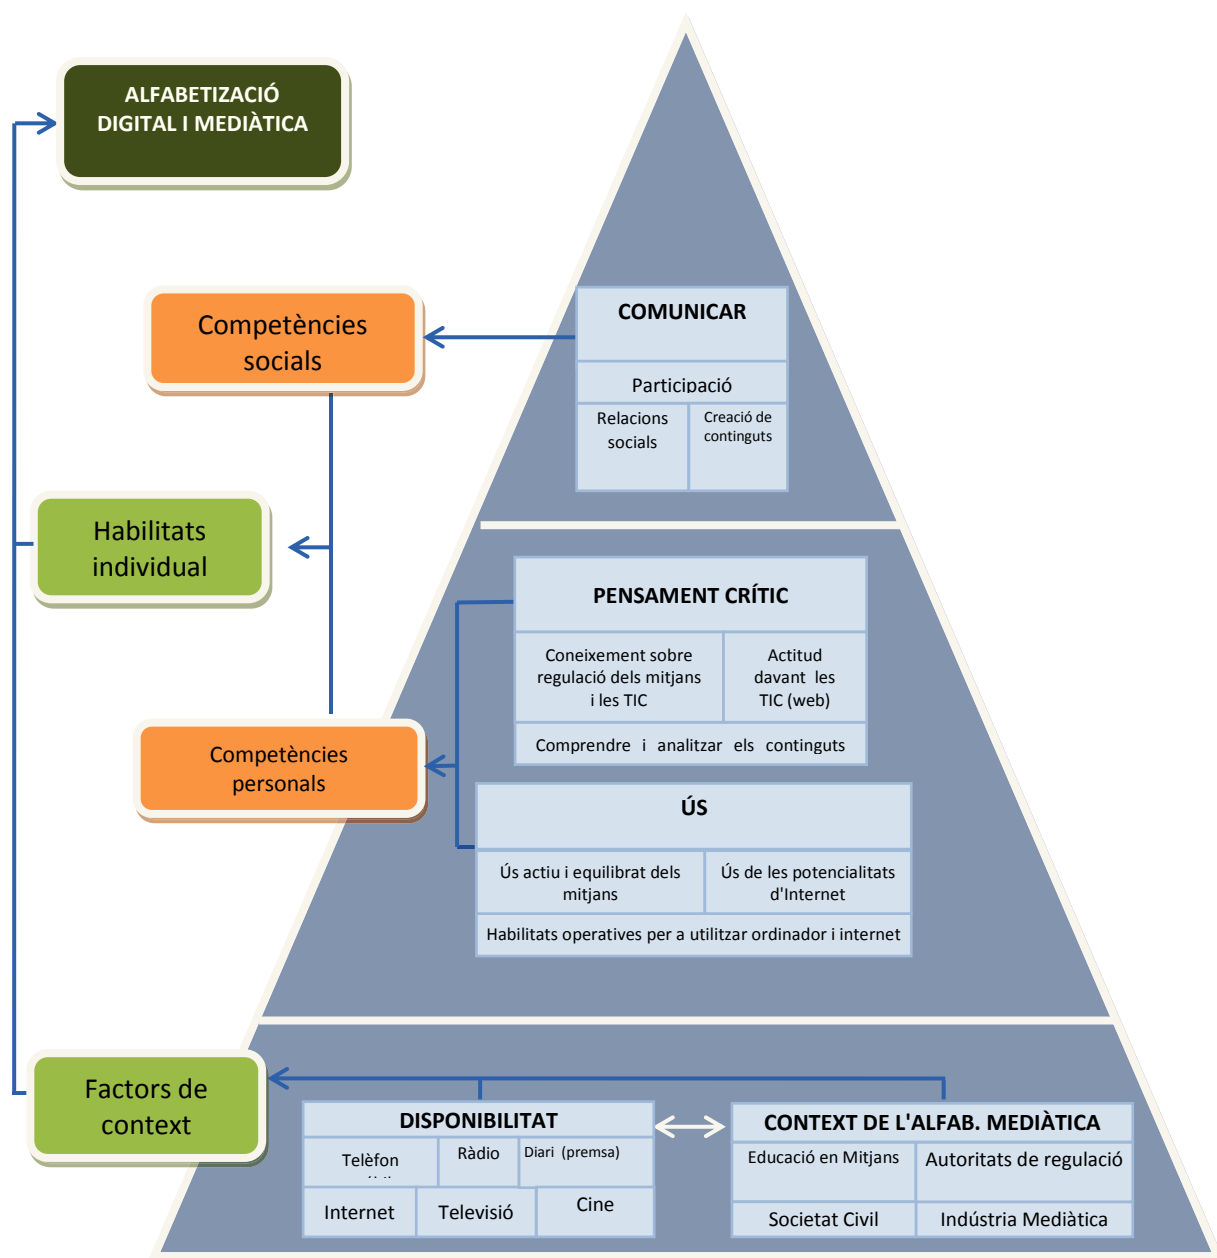 ALFABETIZACIÓ
DIGITAL I MEDIÀTICA
Competències
socials
COMUNICAR
Participació
Relacions
socials
Creació de
continguts
Habilitats
individual
PENSAMENT CRÍTIC
Coneixement sobre
regulació dels mitjans
i les TIC
Actitud
davant les
TIC (web)
Comprendre i analitzar els continguts
Competències
personals
ÚS
Ús actiu i equilibrat dels
mitjans
Ús de les potencialitats
d'Internet
Habilitats operatives per a utilitzar ordinador i internet
Factors de
context
DISPONIBILITAT
Telèfon
Ràdio
Diari (premsa)
Internet
Televisió
Cine
CONTEXT DE L'ALFAB. MEDIÀTICA
Educació en Mitjans
Autoritats de regulació
Societat Civil
Indústria Mediàtica